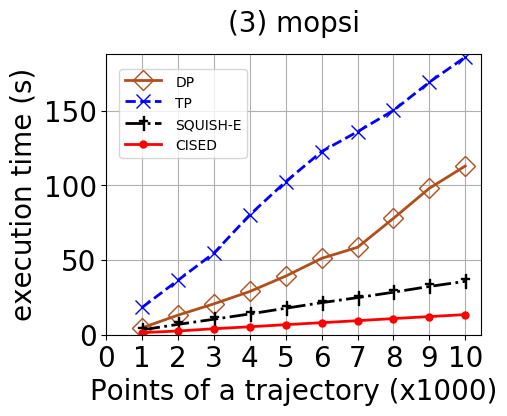 (3) mopsi
execution time (s)
150
100
50
0
DP
TP
SQUISH-E
CISED
0 1 2 3 4 5 6 7 8 9 10
Points of a trajectory (x1000)